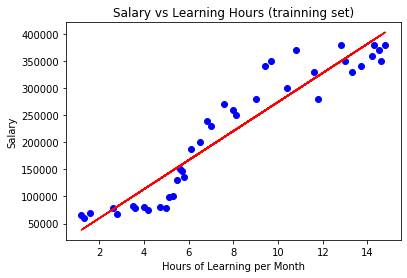 Salary vs Learning Hours (trainning set)
400000
350000
300000
250000
200000
150000
100000
50000
Salary
2 4 6 8 10 12 14
Hours of Learning per Month